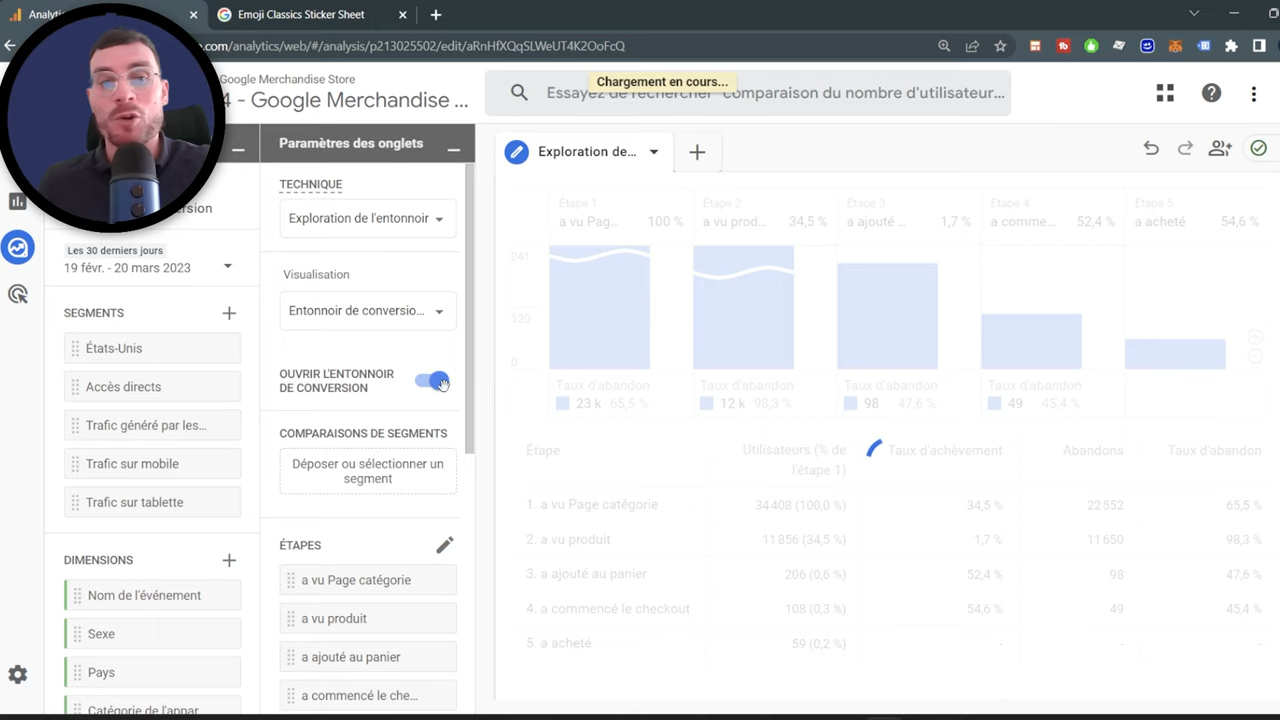 Analyti
Emoji Classics Sticker Sheet
com/analytics/web/#/analysis/p213025502/edit/aRnHfXQqSLWeUT4K2OoFcQ
Google Merchandise Store
4 - Google Merchandise ...
Chargement en cours...
Essayez de rechercher "comparaison du nombre d'utilisateur...
Paramètres des onglets
Exploration de...
TECHNIQUE
Exploration de l'entonnoir
version
Les 30 derniers jours
19 févr. - 20 mars 2023
Visualisation
Entonnoir de conversio...
SEGMENTS
États-Unis
Accès directs
Trafic généré par les...
Trafic sur mobile
Trafic sur tablette
OUVRIR L'ENTONNOIR
DE CONVERSION
COMPARAISONS DE SEGMENTS
Déposer ou sélectionner un
segment
DIMENSIONS
Nom de l'événement
Sexe
Pays
Catégorie de l'appar
ÉTAPES
a vu Page catégorie
a vu produit
a ajouté au panier
a commencé le che...
Étape 1
a vu Pag... 100 %
Étape 2
a vu prod... 34,5 %
Étape 3
a ajouté ... 1,7 %
Étape 4
a comme... 52,4 %
Étape 5
a acheté 54,6 %
241
120
0
Taux d'abandon
23 k 65,5 %
Taux d'abandon
12 k 98,3 %
Taux d'abandon
98 47,6 %
Taux d'abandon
49 45,4 %
Étape Utilisateurs (% de l'étape 1) Taux d'achèvement Abandons Taux d'abandon
1. a vu Page catégorie 34 408 (100,0 %) 34,5 % 22 552 65,5 %
2. a vu produit 11 856 (34,5 %) 1,7 % 11 650 98,3 %
3. a ajouté au panier 206 (0,6 %) 52,4 % 98 47,6 %
4. a commencé le checkout 108 (0,3 %) 54,6 % 49 45,4 %
5. a acheté 59 (0,2 %) - - -